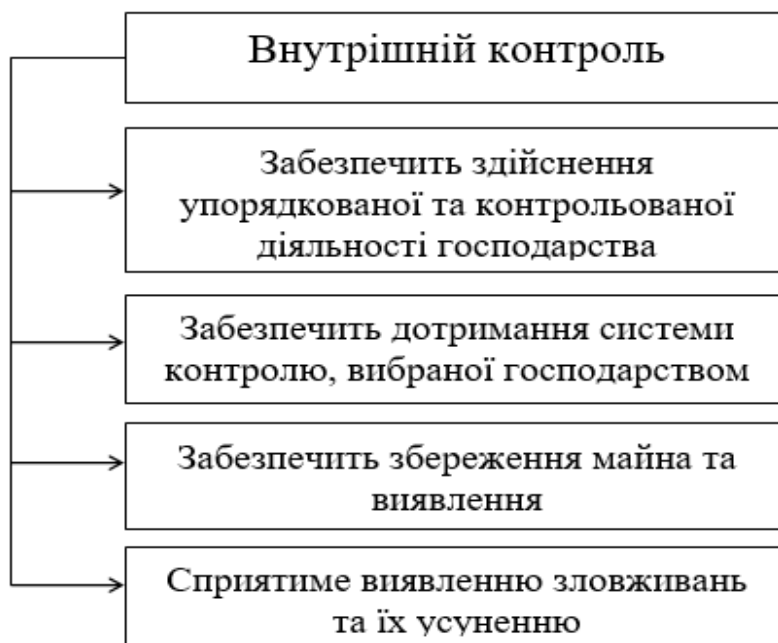 Внутрішній контроль
Забезпечить здійснення
упорядкованої та контрольованої
діяльності господарства
Забезпечить дотримання системи
контролю, вибраної господарством
Забезпечить збереження майна та
виявлення
Сприятиме виявленню зловживань
та їх усуненню